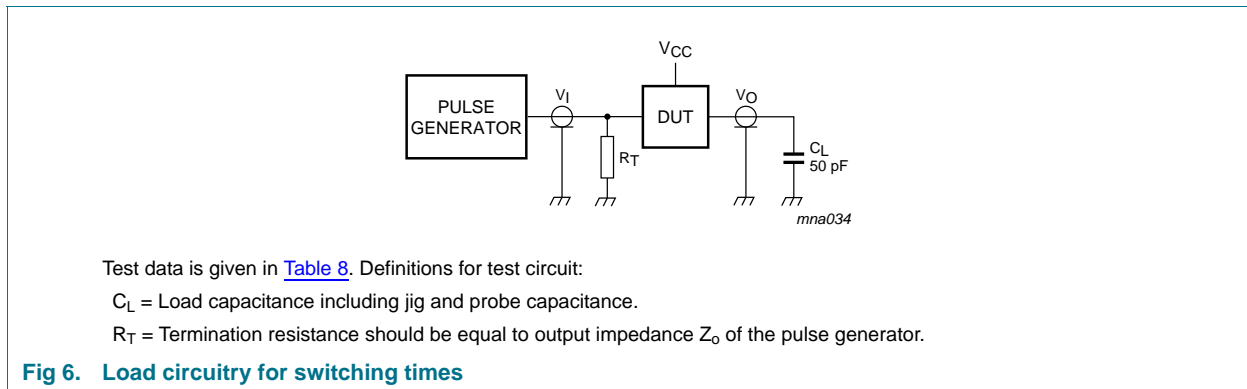 VCC
PULSE
GENERATOR
VI
DUT
VO
RT
CL
50 pF
mna034
Test data is given in Table 8. Definitions for test circuit:
CL = Load capacitance including jig and probe capacitance.
RT = Termination resistance should be equal to output impedance Zo of the pulse generator.
Fig 6. Load circuitry for switching times